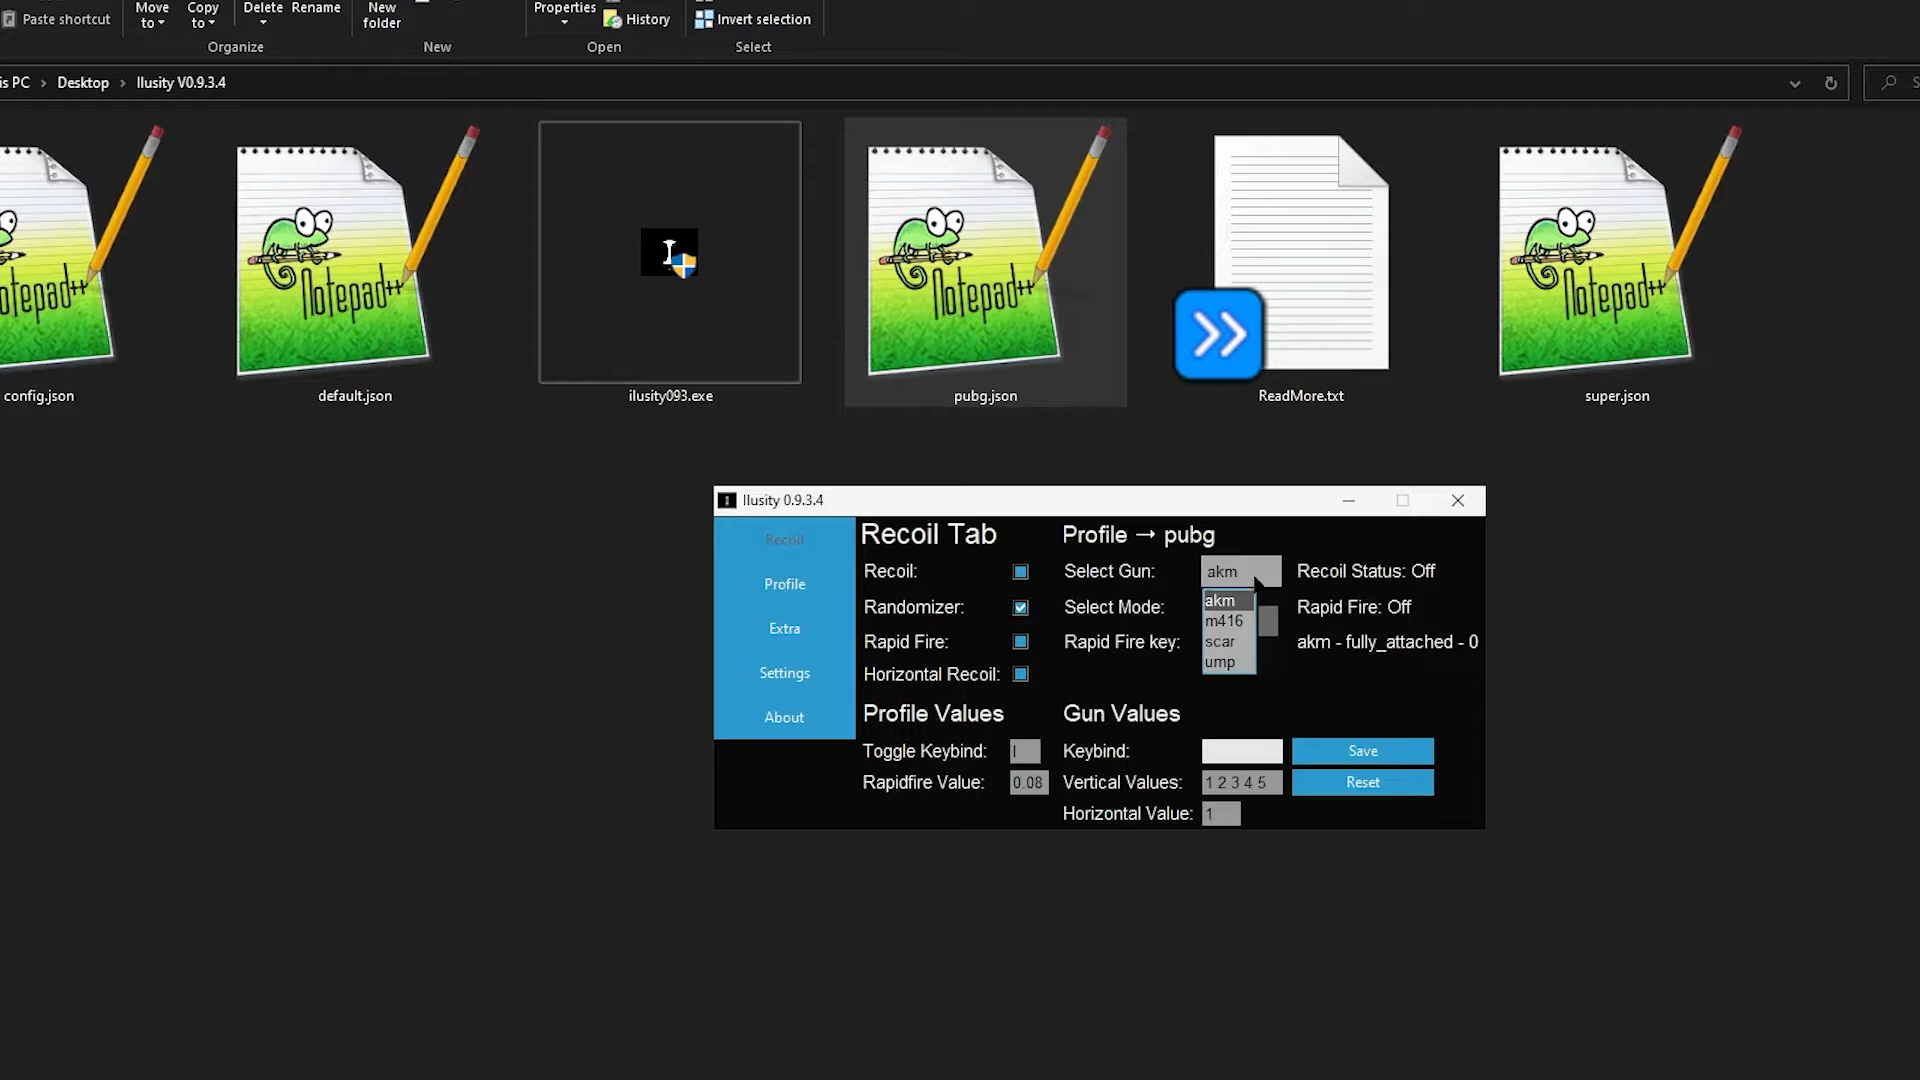 Paste shortcut
Move to
Copy to
Delete
Rename
New folder
Properties
History
Invert selection
Organize
New
Open
Select
is PC > Desktop > Ilusity V0.9.3.4
S
Notepad++
Notepad++
Notepad++
Notepad++
config.json
default.json
ilusity093.exe
pubg.json
ReadMore.txt
super.json
Ilusity 0.9.3.4
Recoil
Profile
Extra
Settings
About
Recoil Tab
Profile → pubg
Recoil:
Select Gun:
akm
Recoil Status: Off
Randomizer:
Select Mode:
Rapid Fire: Off
Rapid Fire:
Rapid Fire key:
akm - fully_attached - 0
Horizontal Recoil:
akm
m416
scar
ump
Profile Values
Gun Values
Toggle Keybind:
l
Keybind:
Save
Rapidfire Value:
0.08
Vertical Values:
1 2 3 4 5
Reset
Horizontal Value:
1